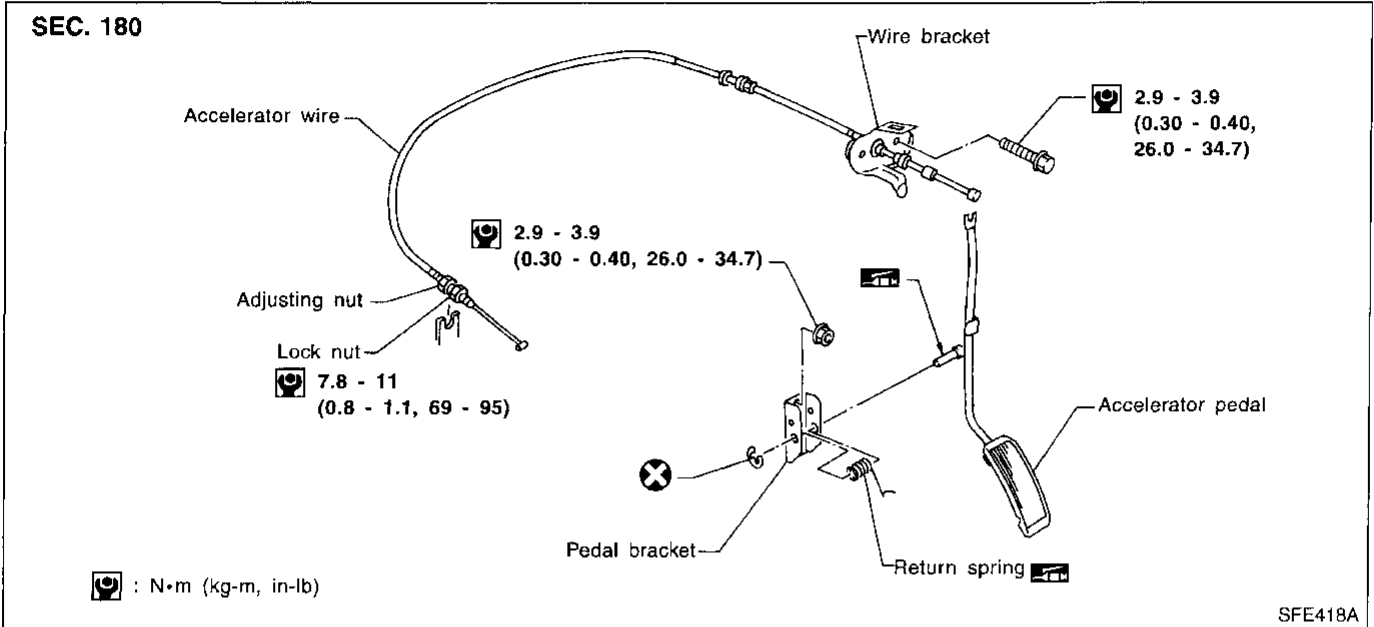 SEC. 180
Wire bracket
2.9 - 3.9
(0.30 - 0.40,
26.0 - 34.7)
Accelerator wire
2.9 - 3.9
(0.30 - 0.40, 26.0 - 34.7)
Adjusting nut
Lock nut
7.8 - 11
(0.8 - 1.1, 69 - 95)
Accelerator pedal
Pedal bracket
Return spring
: N•m (kg-m, in-lb)
SFE418A